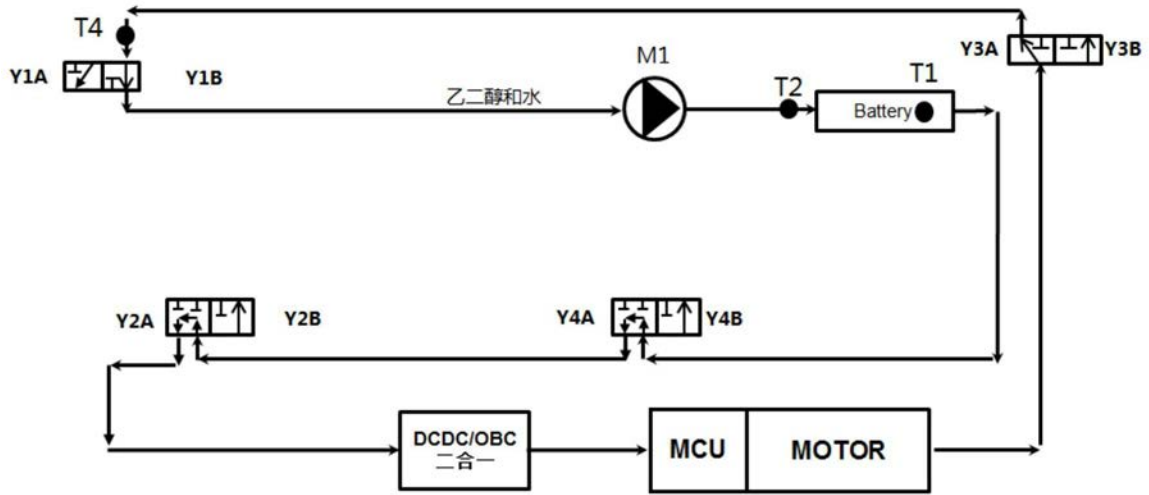 T4
Y3A
Y3B
Y1A
Y1B
M1
乙二醇和水
T2
T1
Battery
Y2A
Y2B
Y4A
Y4B
DCDC/OBC
二合一
MCU
MOTOR